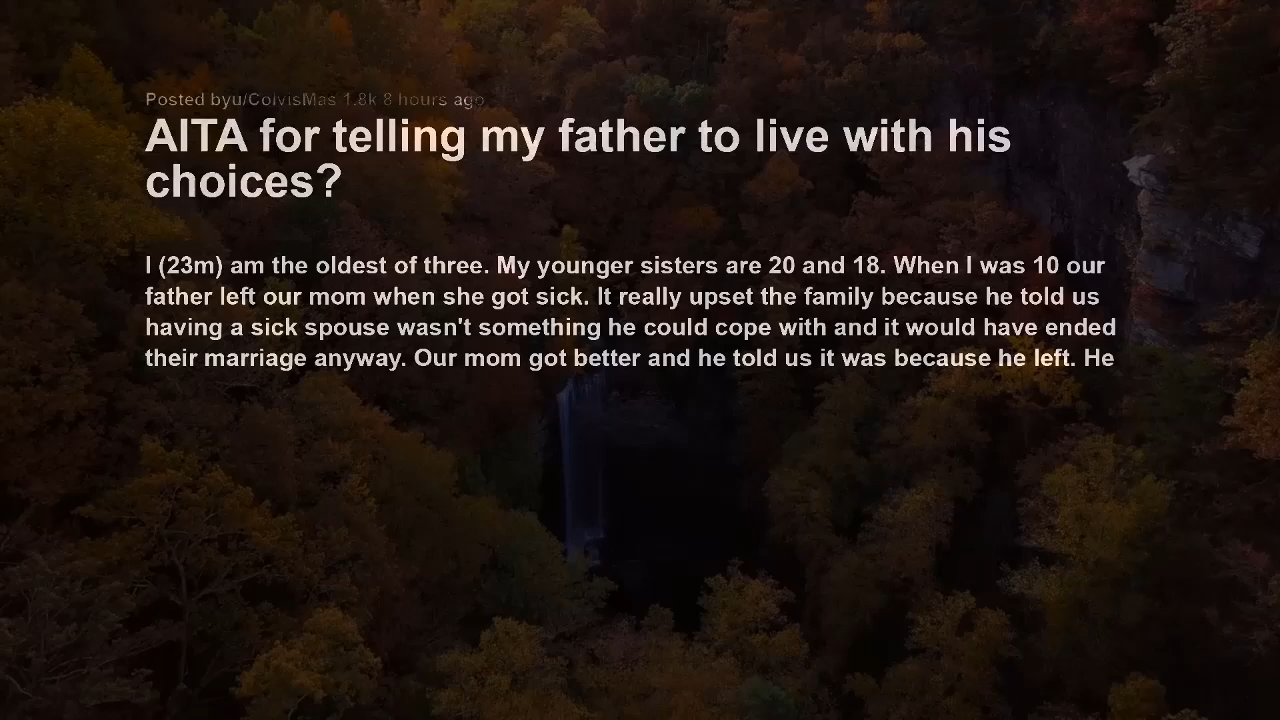 Posted byu/ColvisMas 1.8k 8 hours ago
AITA for telling my father to live with his
choices?
I (23m) am the oldest of three. My younger sisters are 20 and 18. When I was 10 our
father left our mom when she got sick. It really upset the family because he told us
having a sick spouse wasn't something he could cope with and it would have ended
their marriage anyway. Our mom got better and he told us it was because he left. He